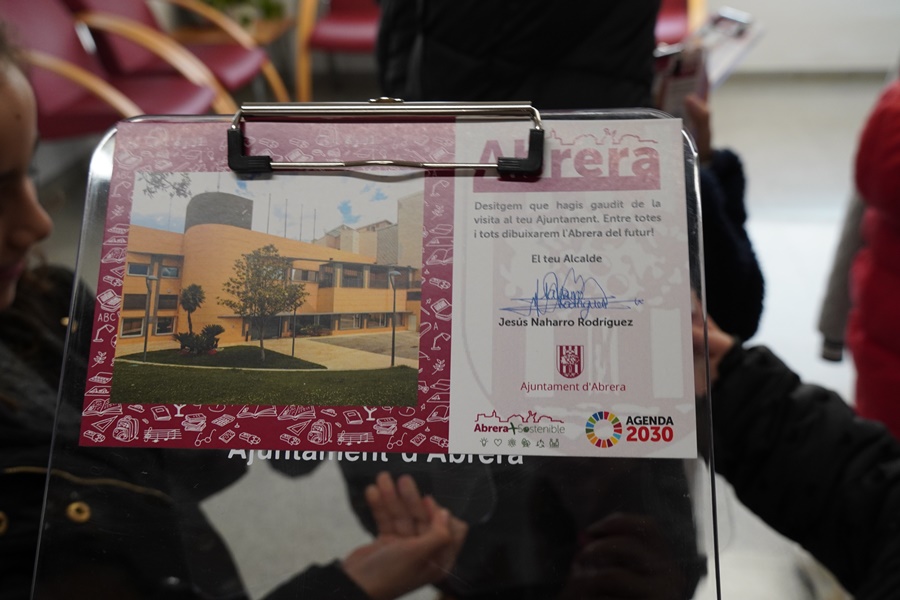 Abrera
Desitgem que hagis gaudit de la
visita al teu Ajuntament. Entre totes
i tots dibuixarem l'Abrera del futur!
El teu Alcalde
Jesús Naharro Rodriguez
Ajuntament d'Abrera
Abrera+Sostenible
AGENDA
2030
ABC
Ajuntament d'Abrera